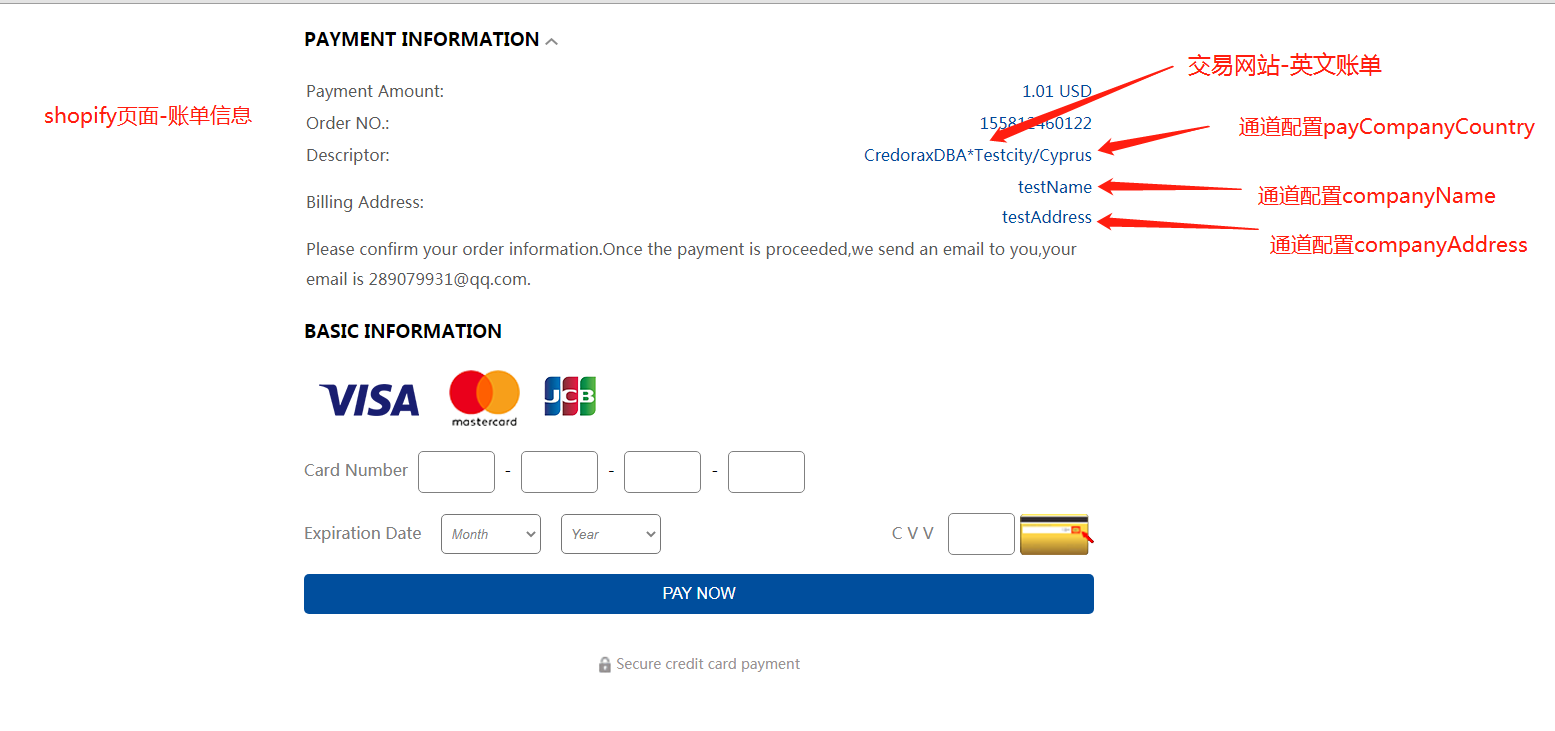 PAYMENT INFORMATION
交易网站-英文账单
Payment Amount: 1.01 USD
shopify页面-账单信息
Order NO.: 155812460122
通道配置payCompanyCountry
Descriptor: CredoraxDBA*Testcity/Cyprus
testName
通道配置companyName
Billing Address:
testAddress
通道配置companyAddress
Please confirm your order information.Once the payment is proceeded,we send an email to you,your
email is 289079931@qq.com.
BASIC INFORMATION
VISA
mastercard
JCB
Card Number - - -
Expiration Date Month Year C V V
PAY NOW
Secure credit card payment